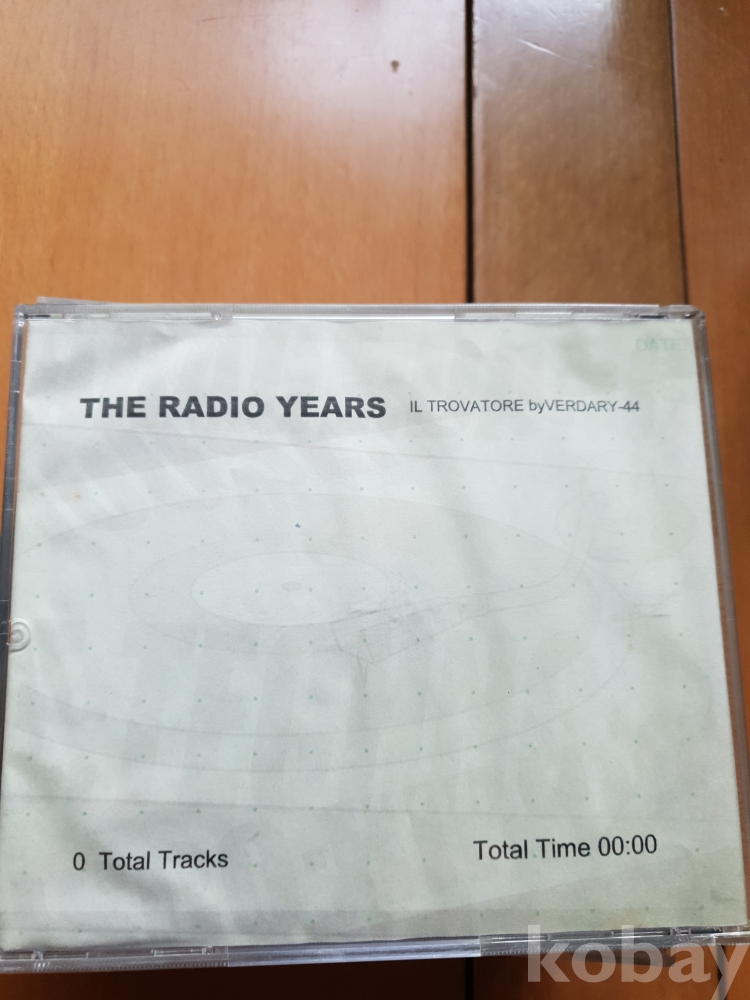 DATE
THE RADIO YEARS IL TROVATORE byVERDARY-44
0 Total Tracks
Total Time 00:00
kobay